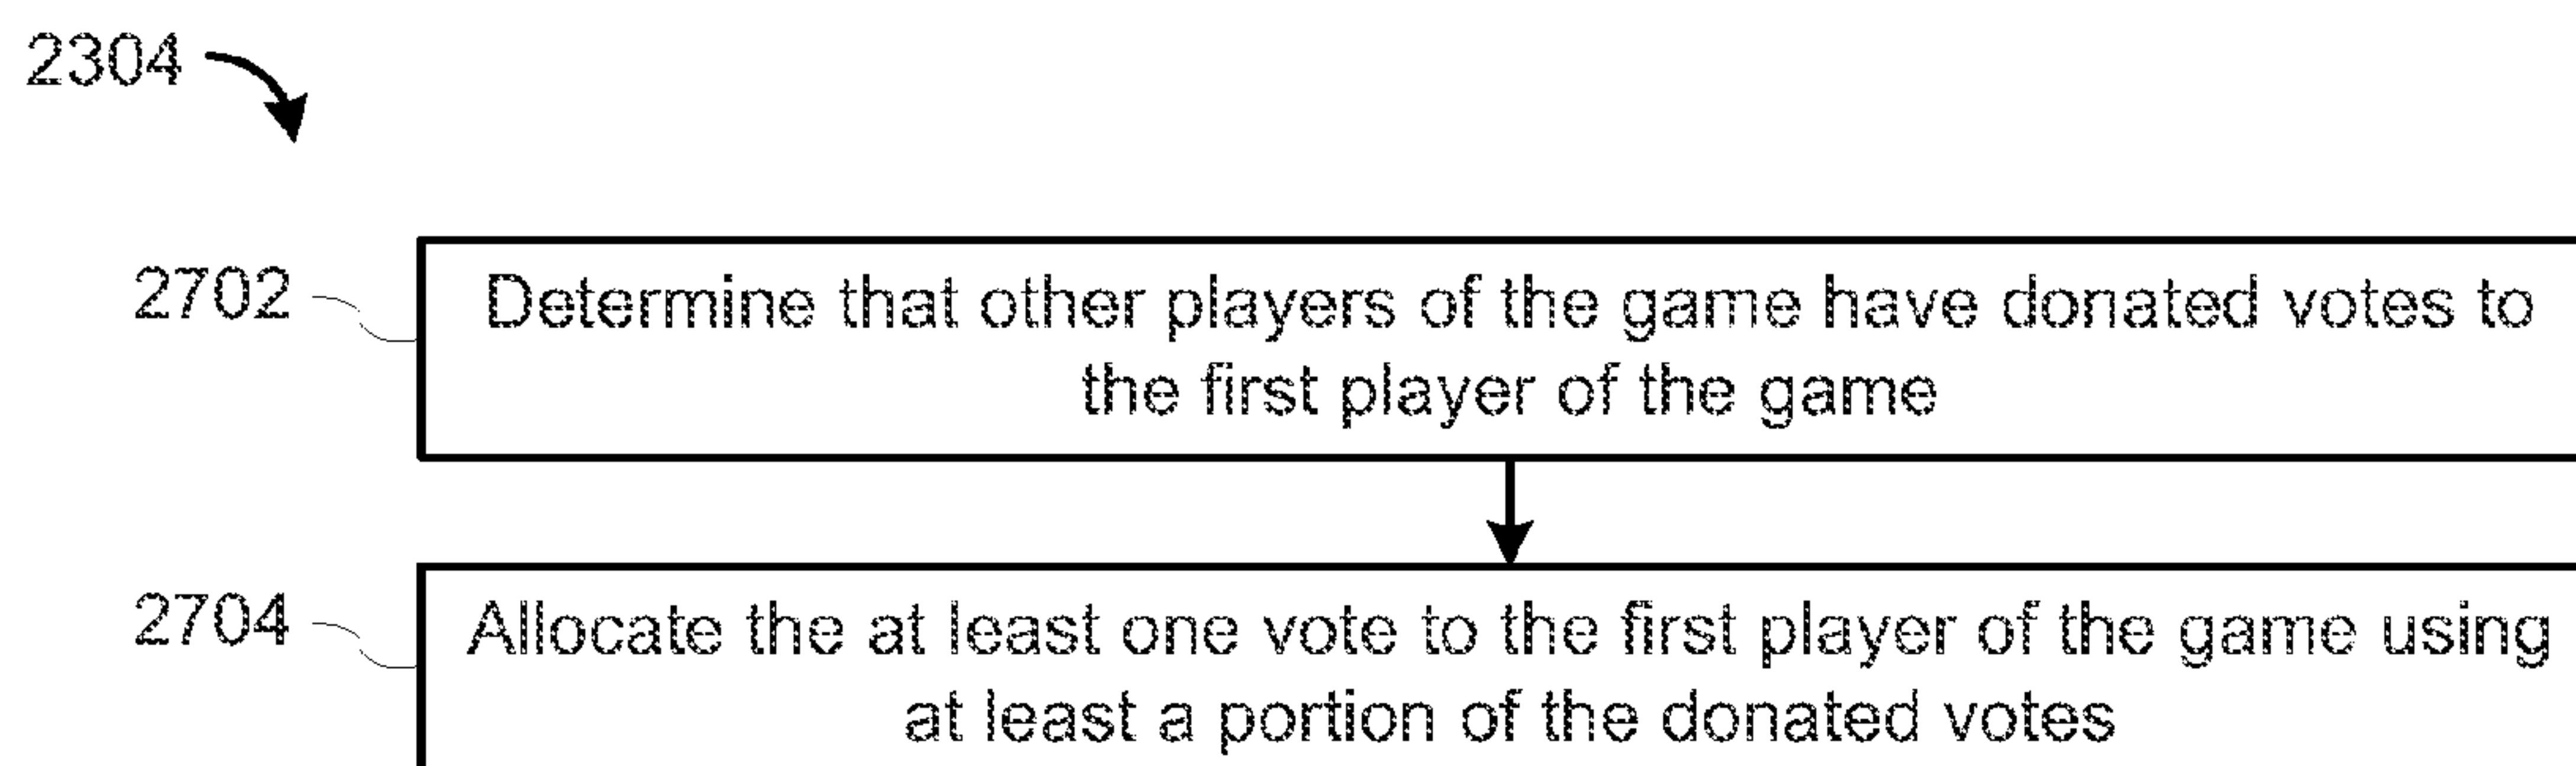 2304
2702
Determine that other players of the game have donated votes to
the first player of the game
2704
Allocate the at least one vote to the first player of the game using
at least a portion of the donated votes